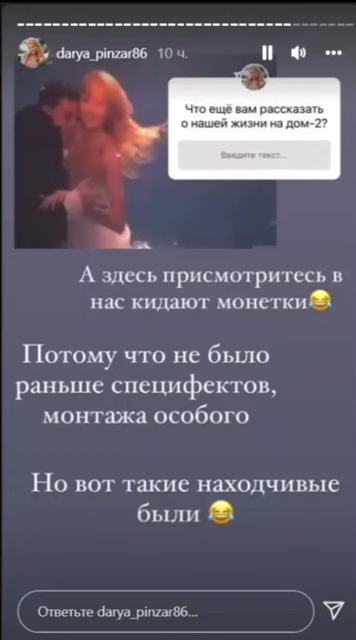 darya_pinzar86 10 ч.
Что ещё вам рассказать
о нашей жизни на дом-2?
Введите текст...
А здесь присмотритесь в
нас кидают монетки😂
Потому что не было
раньше специфектов,
монтажа особого
Но вот такие находчивые
были 😂
Ответьте darya_pinzar86...